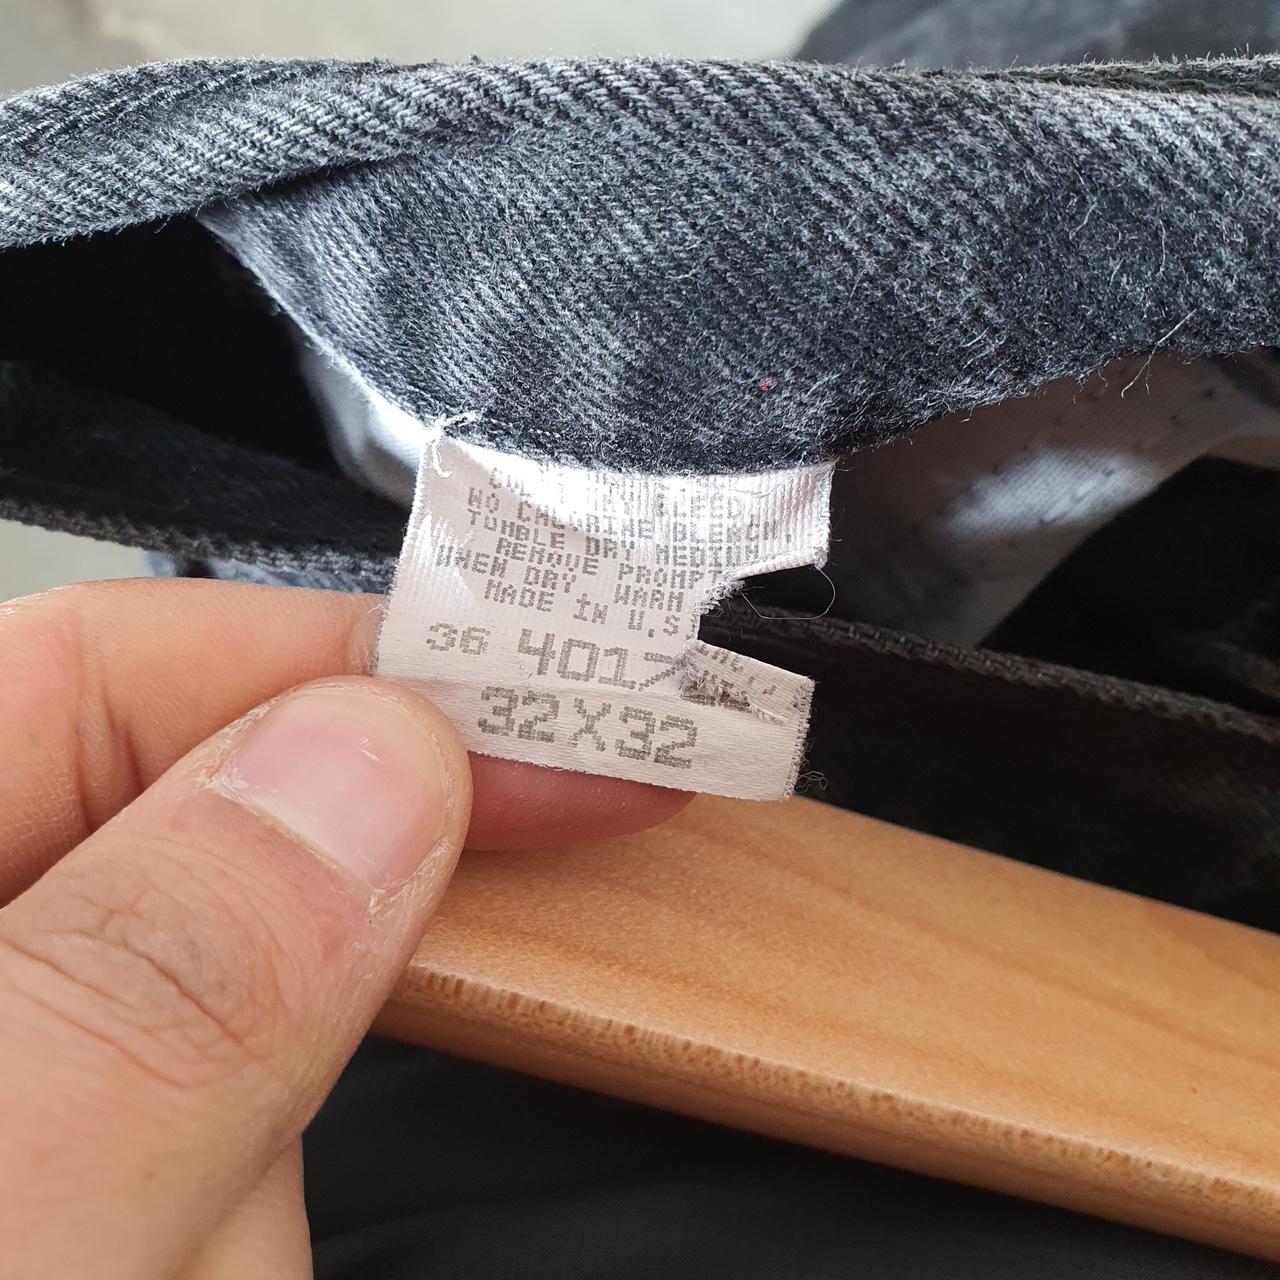 NO CHLORINE BLEACH,
TUMBLE DRY MEDIUM
REMOVE PROMPT
WHEN DRY WARM
MADE IN U.S
36 4017
32X32